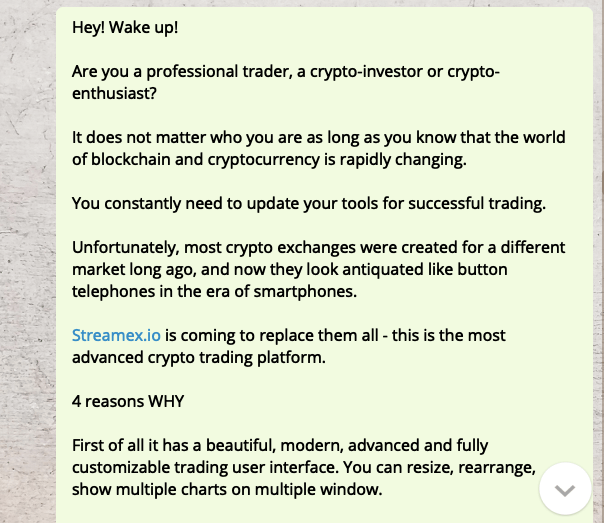 Hey! Wake up!
Are you a professional trader, a crypto-investor or crypto-
enthusiast?
It does not matter who you are as long as you know that the world
of blockchain and cryptocurrency is rapidly changing.
You constantly need to update your tools for successful trading.
Unfortunately, most crypto exchanges were created for a different
market long ago, and now they look antiquated like button
telephones in the era of smartphones.
Streamex.io is coming to replace them all - this is the most
advanced crypto trading platform.
4 reasons WHY
First of all it has a beautiful, modern, advanced and fully
customizable trading user interface. You can resize, rearrange,
show multiple charts on multiple window.